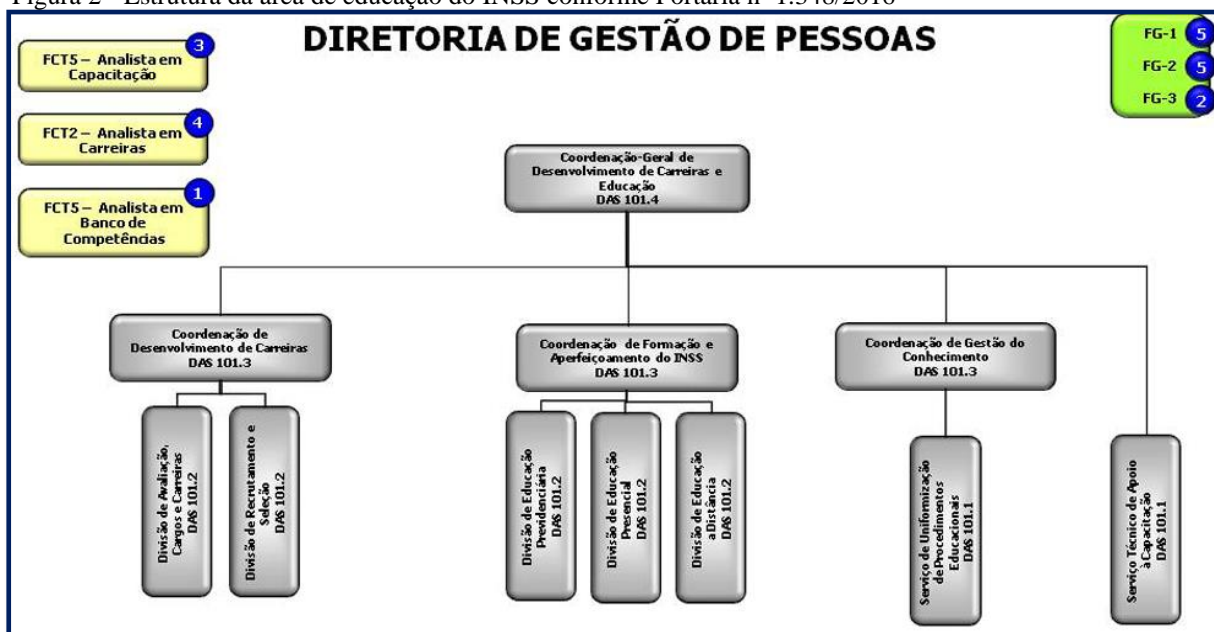 Figura 2 - Estrutura da área de educação do INSS conforme Portaria nº 1.348/2016
DIRETORIA DE GESTÃO DE PESSOAS
FCT5 – Analista em
Capacitação
3
FCT2 – Analista em
Carreiras
4
FCT5 – Analista em
Banco de
Competências
1
FG-1 5
FG-2 5
FG-3 2
Coordenação-Geral de
Desenvolvimento de Carreiras e
Educação
DAS 101.4
Coordenação de
Desenvolvimento de Carreiras
DAS 101.3
Coordenação de Formação e
Aperfeiçoamento do INSS
DAS 101.3
Coordenação de Gestão do
Conhecimento
DAS 101.3
Divisão de Avaliação,
Cargos e Carreiras
DAS 101.2
Divisão de Recrutamento e
Seleção
DAS 101.2
Divisão de Educação
Previdenciária
DAS 101.2
Divisão de Educação
Presencial
DAS 101.2
Divisão de Educação
a Distância
DAS 101.2
Serviço de Uniformização
de Procedimentos
Educacionais
DAS 101.1
Serviço Técnico de Apoio
à Capacitação
DAS 101.1